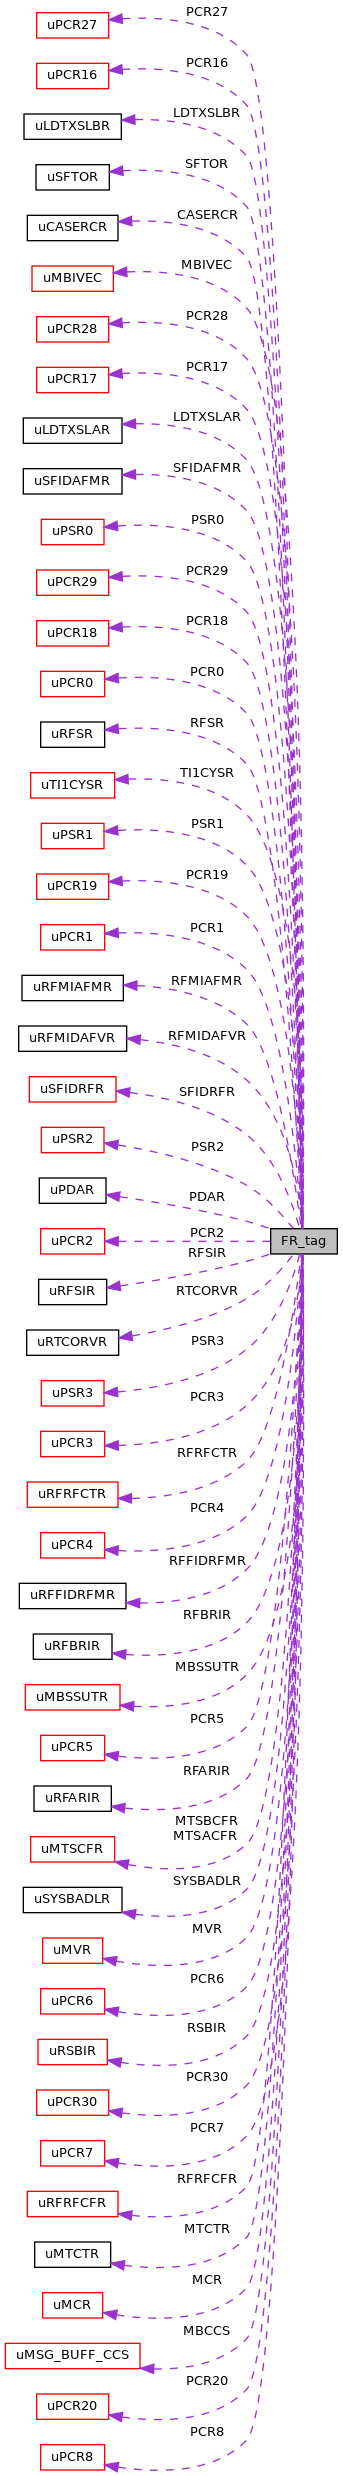 PCR27
uPCR27
PCR16
uPCR16
LDTXSLBR
uLDTXSLBR
SFTOR
uSFTOR
CASERCR
uCASERCR
MBIVEC
uMBIVEC
PCR28
uPCR28
PCR17
uPCR17
LDTXSLAR
uLDTXSLAR
SFIDAFMR
uSFIDAFMR
PSR0
uPSR0
PCR29
uPCR29
PCR18
uPCR18
PCR0
uPCR0
RFSR
uRFSR
TI1CYSR
uTI1CYSR
PSR1
uPSR1
PCR19
uPCR19
PCR1
uPCR1
RFMIAFMR
uRFMIAFMR
RFMIDAFVR
uRFMIDAFVR
SFIDRFR
uSFIDRFR
PSR2
uPSR2
PDAR
uPDAR
PCR2
uPCR2
FR_tag
RFSIR
uRFSIR
RTCORVR
uRTCORVR
PSR3
uPSR3
PCR3
uPCR3
RFRFCTR
uRFRFCTR
PCR4
uPCR4
RFFIDRFMR
uRFFIDRFMR
RFBRIR
uRFBRIR
MBSSUTR
uMBSSUTR
PCR5
uPCR5
RFARIR
uRFARIR
MTSBCFR
MTSACFR
uMTSCFR
SYSBADLR
uSYSBADLR
MVR
uMVR
PCR6
uPCR6
RSBIR
uRSBIR
PCR30
uPCR30
PCR7
uPCR7
RFRFCFR
uRFRFCFR
MTCTR
uMTCTR
MCR
uMCR
MBCCS
uMSG_BUFF_CCS
PCR20
uPCR20
PCR8
uPCR8